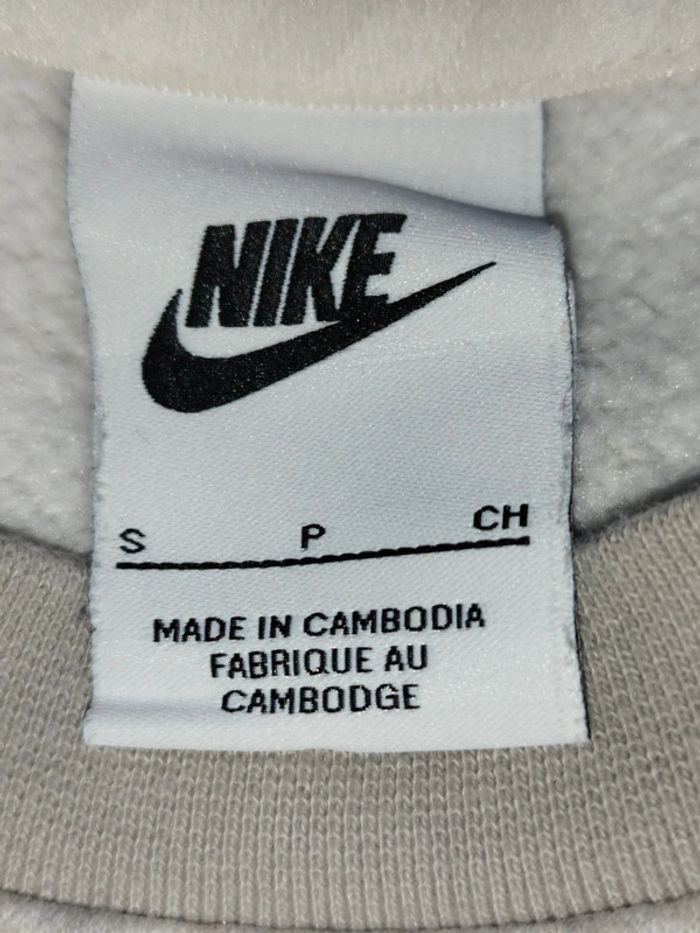 NIKE
S P CH
MADE IN CAMBODIA
FABRIQUE AU
CAMBODGE